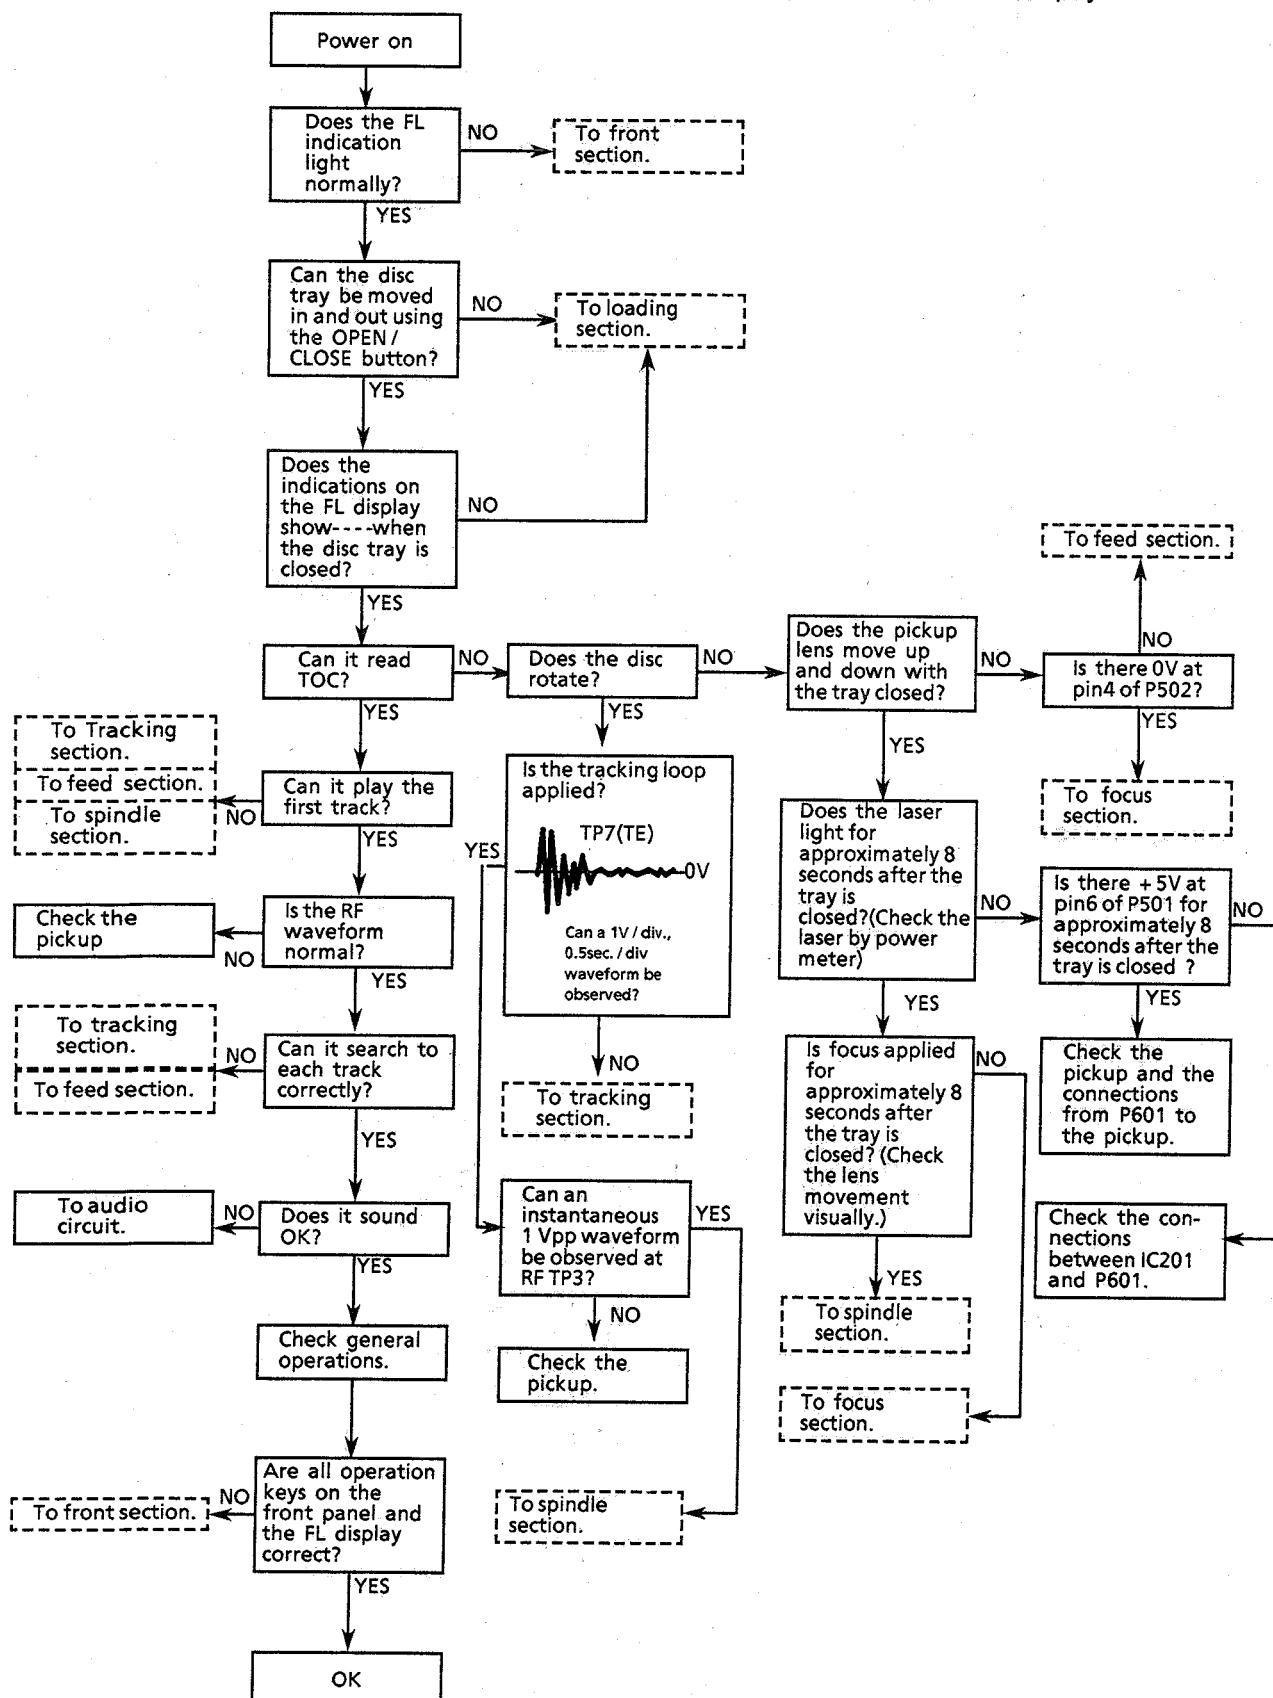 Power on
Does the FL
indication
light
normally?
NO
To front
section.
YES
Can the disc
tray be moved
in and out using
the OPEN /
CLOSE button?
NO
To loading
section.
YES
Does the
indications on
the FL display
show----when
the disc tray is
closed?
NO
YES
Can it read
TOC?
NO
Does the disc
rotate?
NO
Does the pickup
lens move up
and down with
the tray closed?
NO
Is there 0V at
pin4 of P502?
NO
To feed section.
YES
To focus
section.
YES
Can it play the
first track?
NO
To Tracking
section.
To feed section.
To spindle
section.
YES
Is the RF
waveform
normal?
NO
Check the
pickup
YES
Can it search to
each track
correctly?
NO
To tracking
section.
To feed section.
YES
Does it sound
OK?
NO
To audio
circuit.
YES
Check general
operations.
Are all operation
keys on the
front panel and
the FL display
correct?
NO
To front section.
YES
OK
YES
Is the tracking loop
applied?
TP7(TE)
0V
Can a 1V / div.,
0.5sec. / div
waveform be
observed?
YES
NO
To tracking
section.
Can an
instantaneous
1 Vpp waveform
be observed at
RF TP3?
YES
NO
Check the
pickup.
To spindle
section.
YES
Does the laser
light for
approximately 8
seconds after the
tray is
closed?(Check the
laser by power
meter)
NO
Is there +5V at
pin6 of P501 for
approximately 8
seconds after the
tray is closed ?
NO
YES
Check the
pickup and the
connections
from P601 to
the pickup.
Check the con-
nections
between IC201
and P601.
YES
Is focus applied
for
approximately 8
seconds after
the tray is
closed? (Check
the lens
movement
visually.)
NO
YES
To spindle
section.
To focus
section.